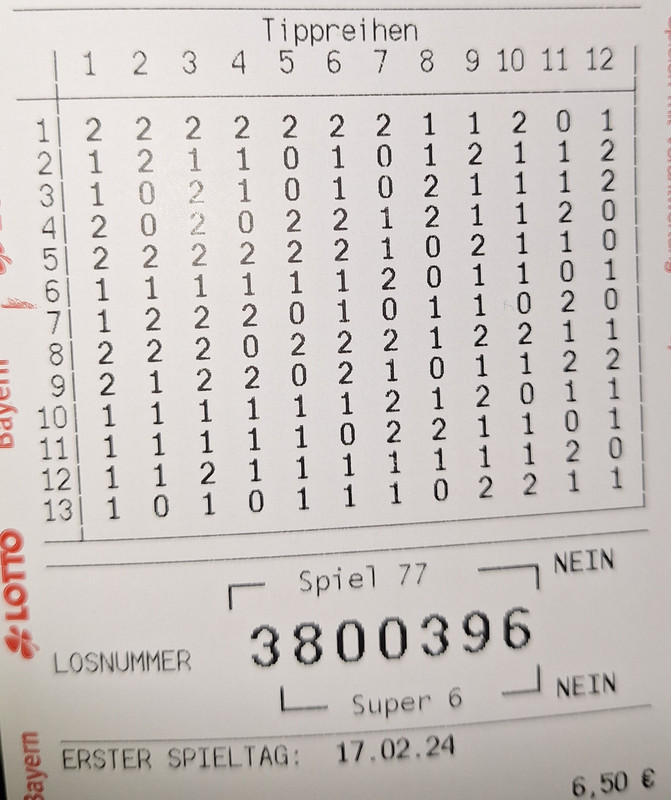 Tippreihen
1 2 3 4 5 6 7 8 9 10 11 12
1 2 2 2 2 2 2 2 1 1 2 0 1
2 1 2 1 1 0 1 0 1 2 1 1 2
3 1 0 2 1 0 1 0 2 1 1 1 2
4 2 0 2 0 2 2 1 2 1 1 2 0
5 2 2 2 2 2 2 1 0 2 1 1 0
6 1 1 1 1 1 1 2 0 1 1 0 1
7 1 2 2 2 0 1 0 1 1 0 2 0
8 2 2 2 0 2 2 2 1 2 2 1 1
9 2 1 2 2 0 2 1 0 1 1 2 2
10 1 1 1 1 1 1 2 1 2 0 1 1
11 1 1 1 1 1 0 2 2 1 1 0 1
12 1 1 2 1 1 1 1 1 1 1 2 0
13 1 0 1 0 1 1 1 0 2 2 1 1
Spiel 77 NEIN
LOSNUMMER 3800396
Super 6 NEIN
ERSTER SPIELTAG: 17.02.24
6,50 €
Bayern
LOTTO
Bayern